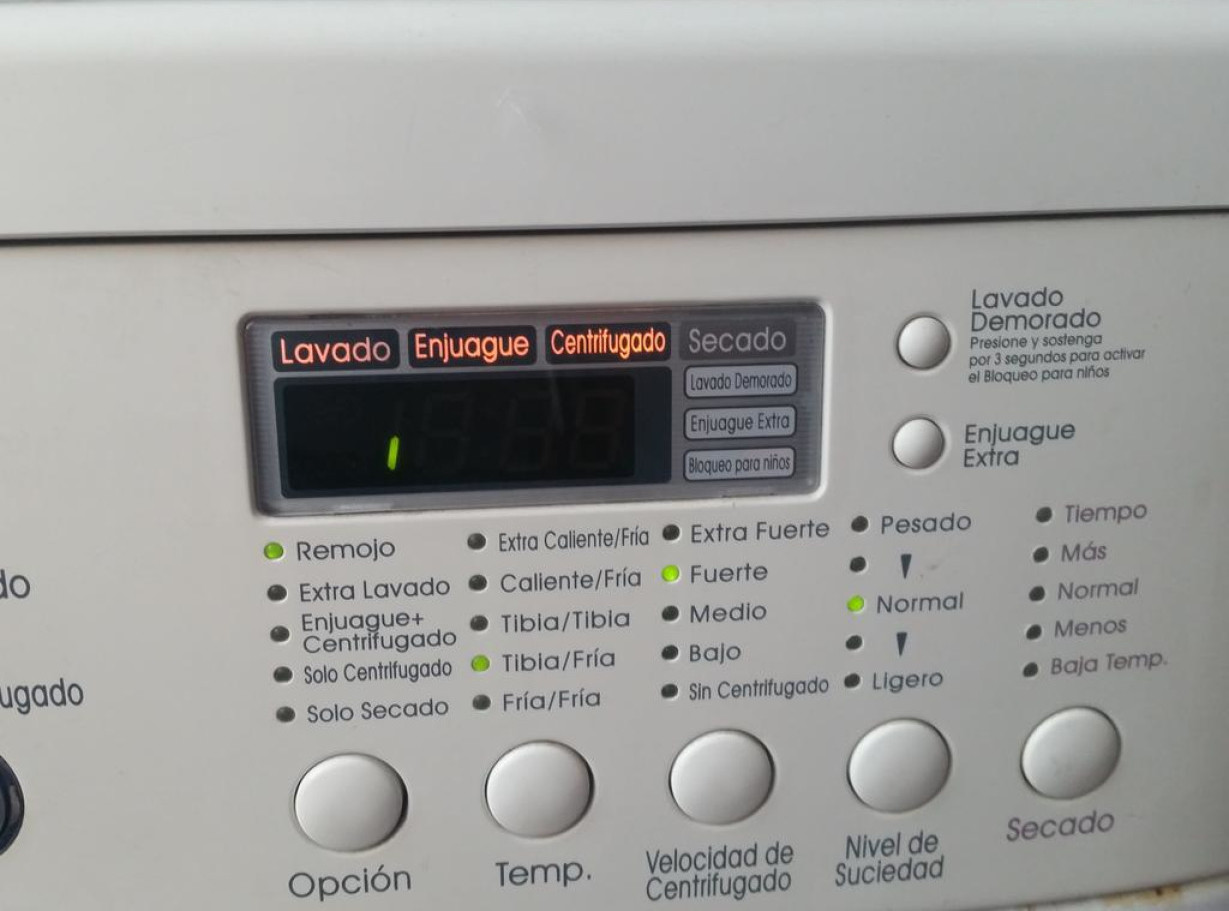 Lavado Enjuague Centrifugado Secado
Lavado Demorado
Enjuague Extra
Bloqueo para niños
Lavado
Demorado
Presione y sostenga
por 3 segundos para activar
el Bloqueo para niños
Enjuague
Extra
do
ugado
Remojo
Extra Lavado
Enjuague+
Centrifugado
Solo Centrifugado
Solo Secado
Opción
Extra Caliente/Fría
Caliente/Fría
Tibia/Tibia
Tibia/Fría
Fría/Fría
Temp.
Extra Fuerte
Fuerte
Medio
Bajo
Sin Centrifugado
Velocidad de
Centrifugado
Pesado
Normal
Ligero
Nivel de
Suciedad
Tiempo
Más
Normal
Menos
Baja Temp.
Secado